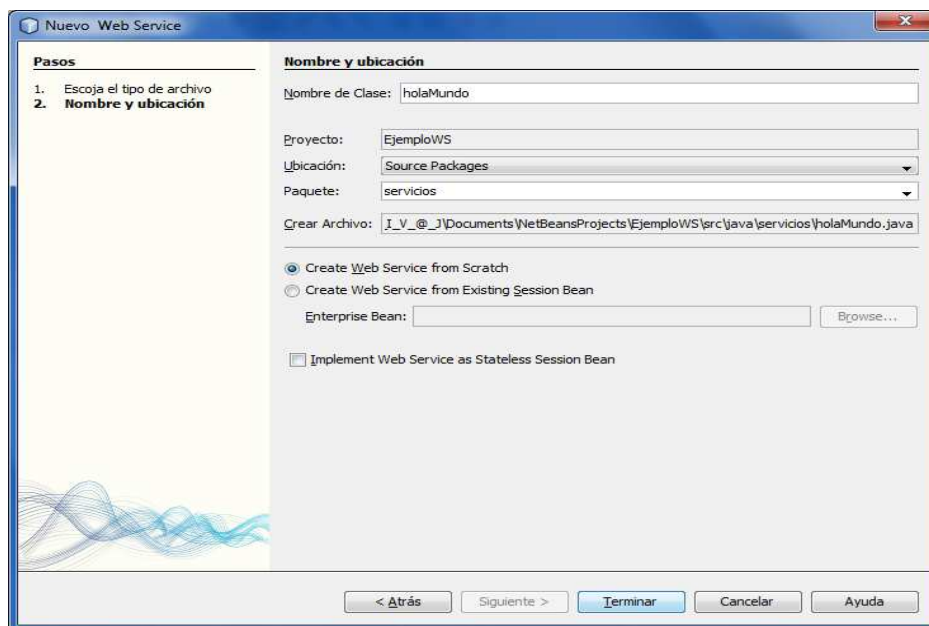 Nuevo Web Service
Pasos
1. Escoja el tipo de archivo
2. Nombre y ubicación
Nombre y ubicación
Nombre de Clase: holaMundo
Proyecto: EjemploWS
Ubicación: Source Packages
Paquete: servicios
Crear Archivo: I_V_@_J\Documents\NetBeansProjects\EjemploWS\src\java\servicios\holaMundo.java
Create Web Service from Scratch
Create Web Service from Existing Session Bean
Enterprise Bean: Browse...
Implement Web Service as Stateless Session Bean
< Atrás Siguiente > Terminar Cancelar Ayuda